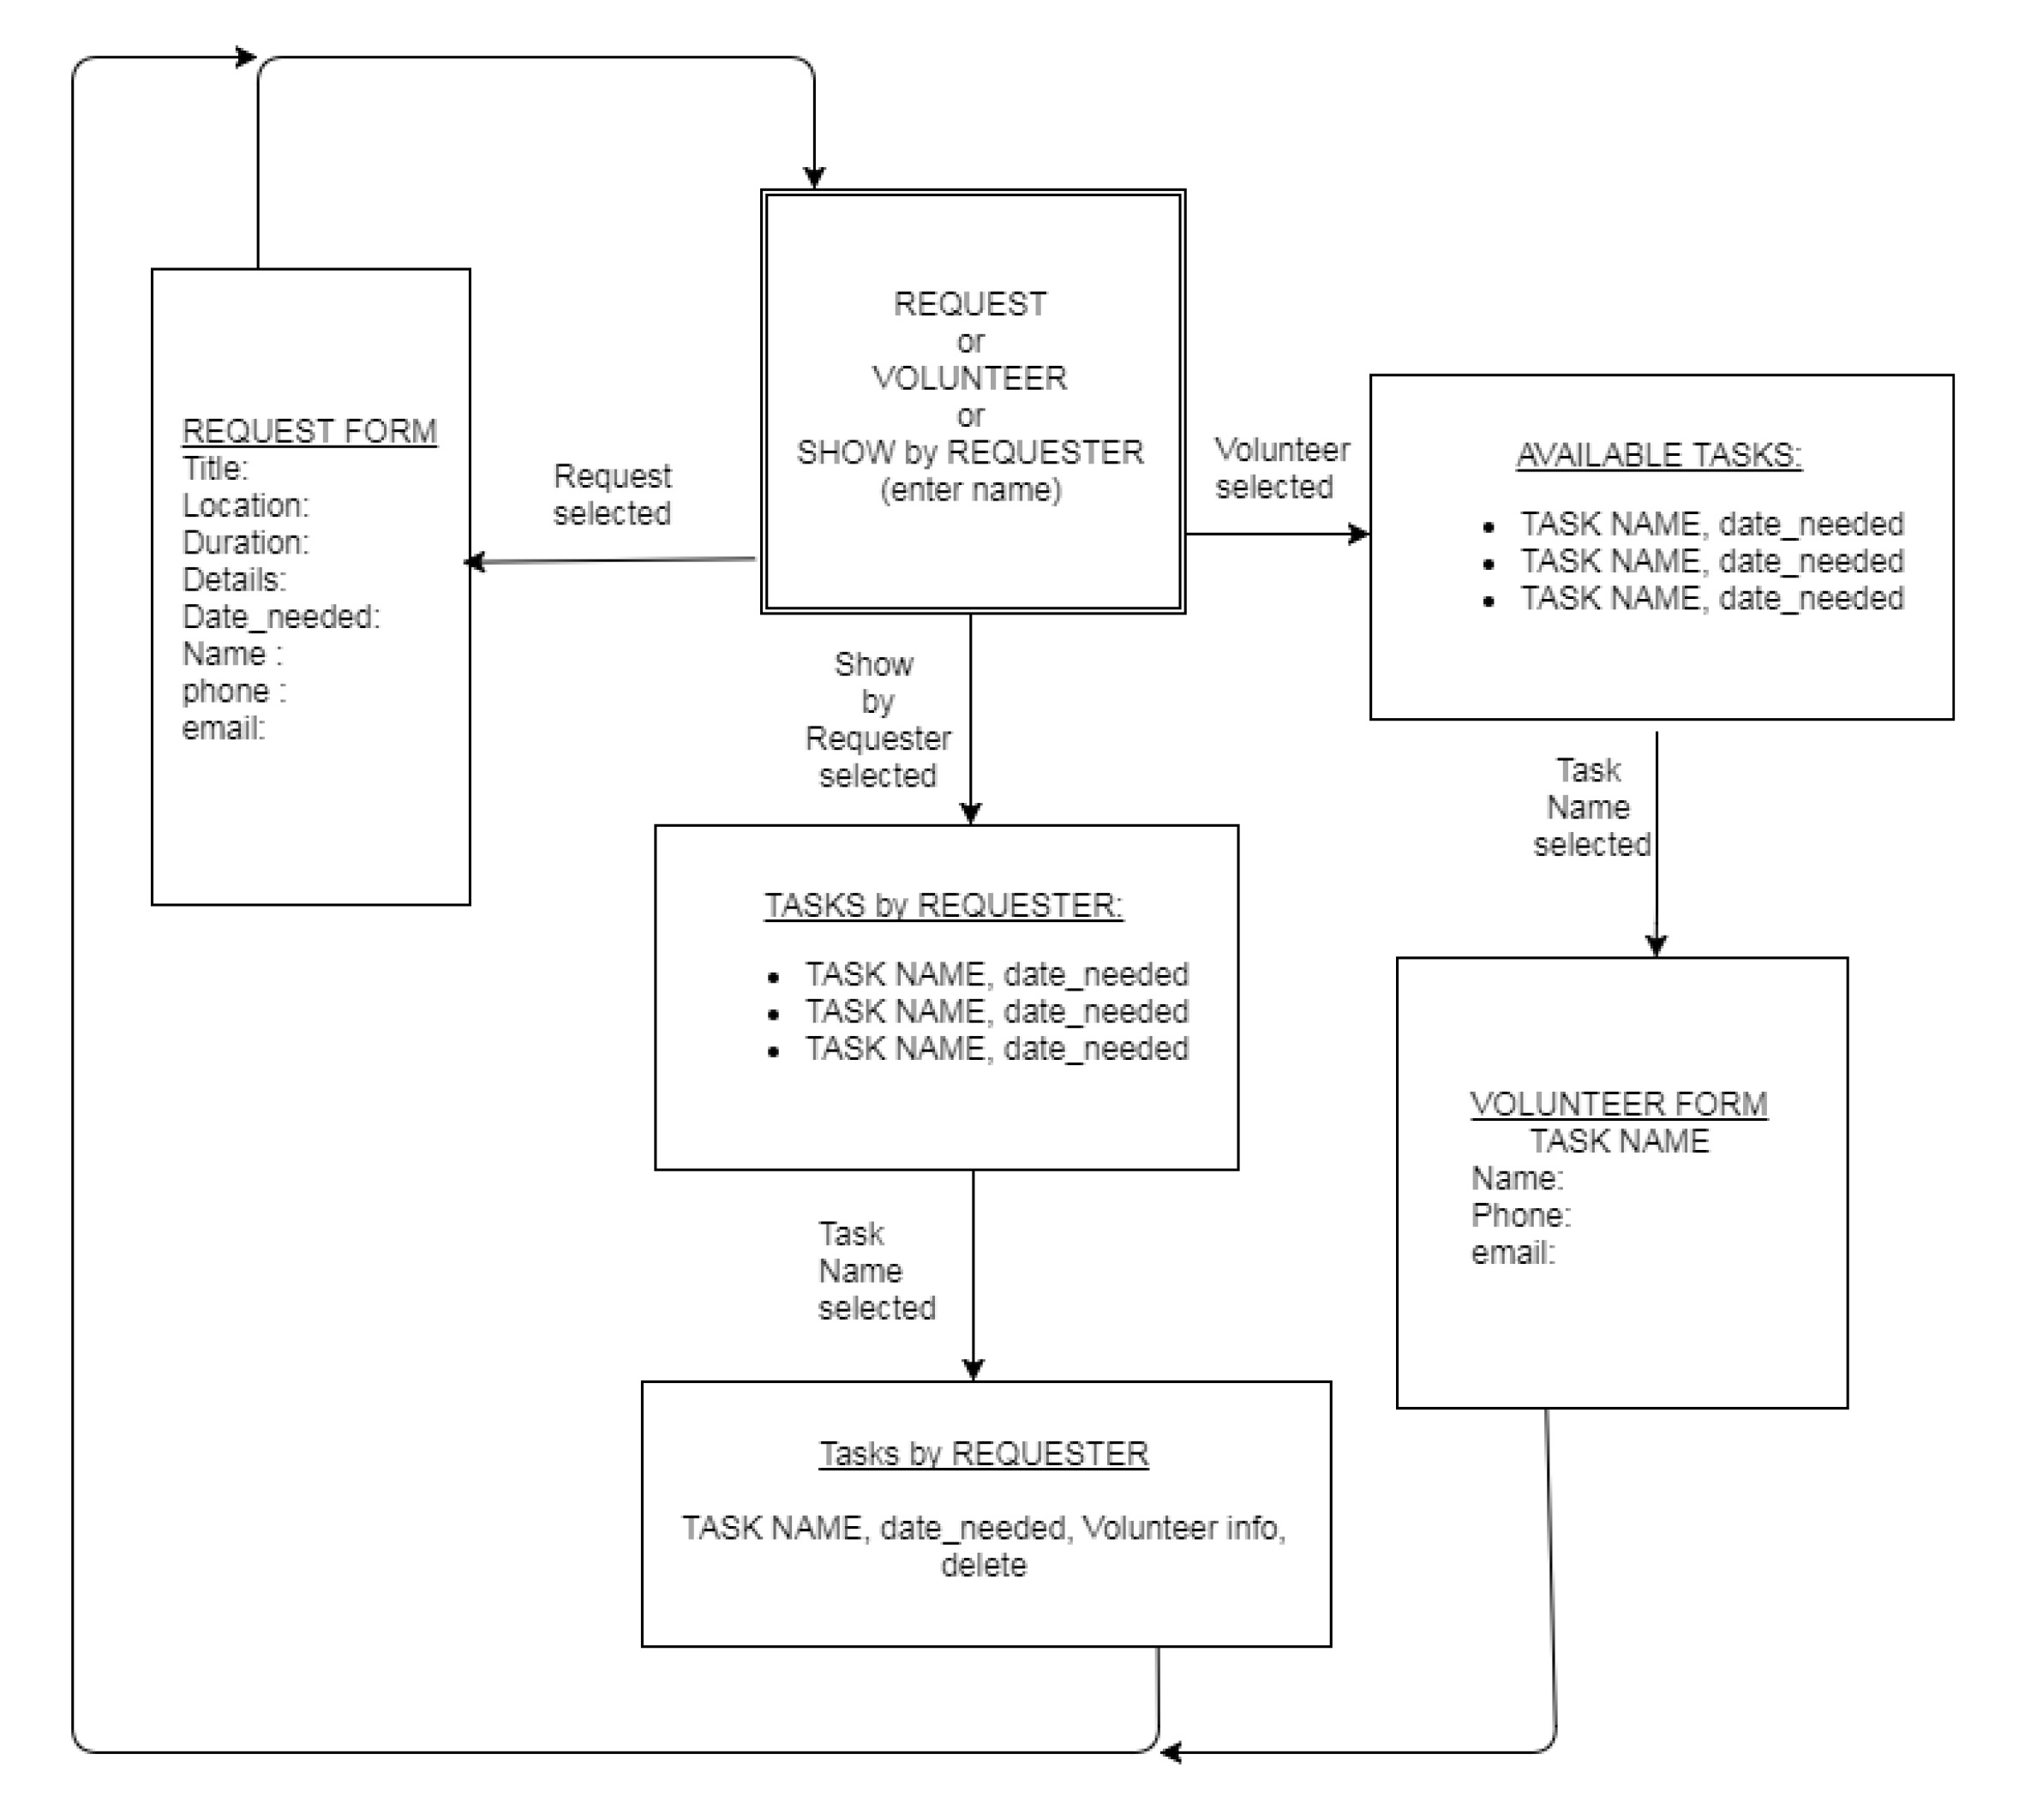 REQUEST
or
VOLUNTEER
or
SHOW by REQUESTER
(enter name)
REQUEST FORM
Title:
Location:
Duration:
Details:
Date_needed:
Name :
phone :
email:
Request
selected
Volunteer
selected
AVAILABLE TASKS:
• TASK NAME, date_needed
• TASK NAME, date_needed
• TASK NAME, date_needed
Show
by
Requester
selected
Task
Name
selected
TASKS by REQUESTER:
• TASK NAME, date_needed
• TASK NAME, date_needed
• TASK NAME, date_needed
VOLUNTEER FORM
TASK NAME
Name:
Phone:
email:
Task
Name
selected
Tasks by REQUESTER
TASK NAME, date_needed, Volunteer info,
delete